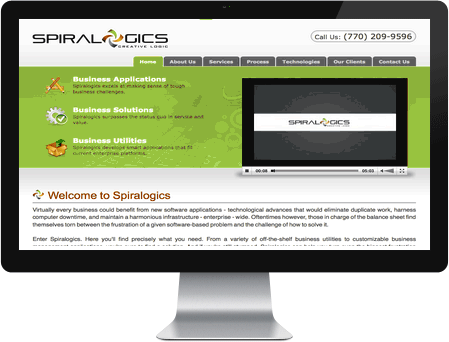 SPIRALOGICS
CREATIVE LOGIC
Call Us: (770) 209-9596
Home About Us Services Process Technologies Our Clients Contact Us
Business Applications
Spiralogics excels at making sense of tough
business challenges.
Business Solutions
Spiralogics surpasses the status quo in service and
value.
Business Utilities
Spiralogics develops smart applications that fit
current enterprise platforms.
SPIRALOGICS
00:05 05:03
Welcome to Spiralogics
Virtually every business could benefit from new software applications - technological advances that would eliminate duplicate work, harness
computer downtime, and maintain a harmonious infrastructure - enterprise - wide. Oftentimes however, those in charge of the balance sheet find
themselves torn between the frustration of a given software-based problem and the challenge of how to solve it.
Enter Spiralogics. Here you'll find precisely what you need. From a variety of off-the-shelf business utilities to customizable business